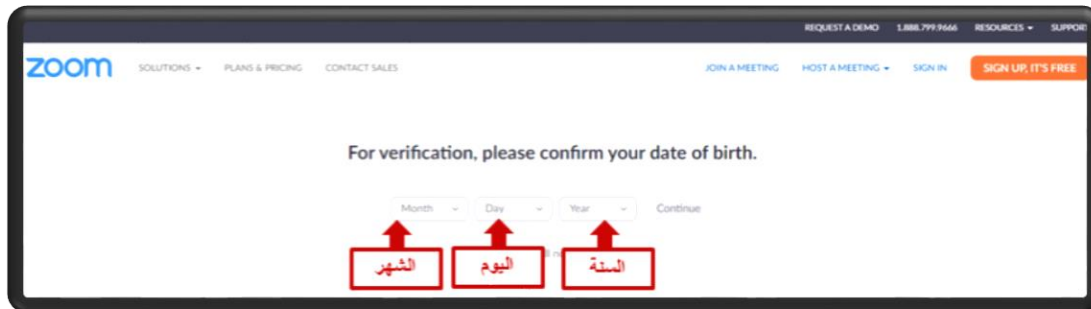 REQUEST A DEMO 1.888.799.9666 RESOURCES SUPPORT
zoom SOLUTIONS PLANS & PRICING CONTACT SALES JOIN A MEETING HOST A MEETING SIGN IN SIGN UP, IT'S FREE
For verification, please confirm your date of birth.
Month Day Year Continue
الشهر اليوم السنة